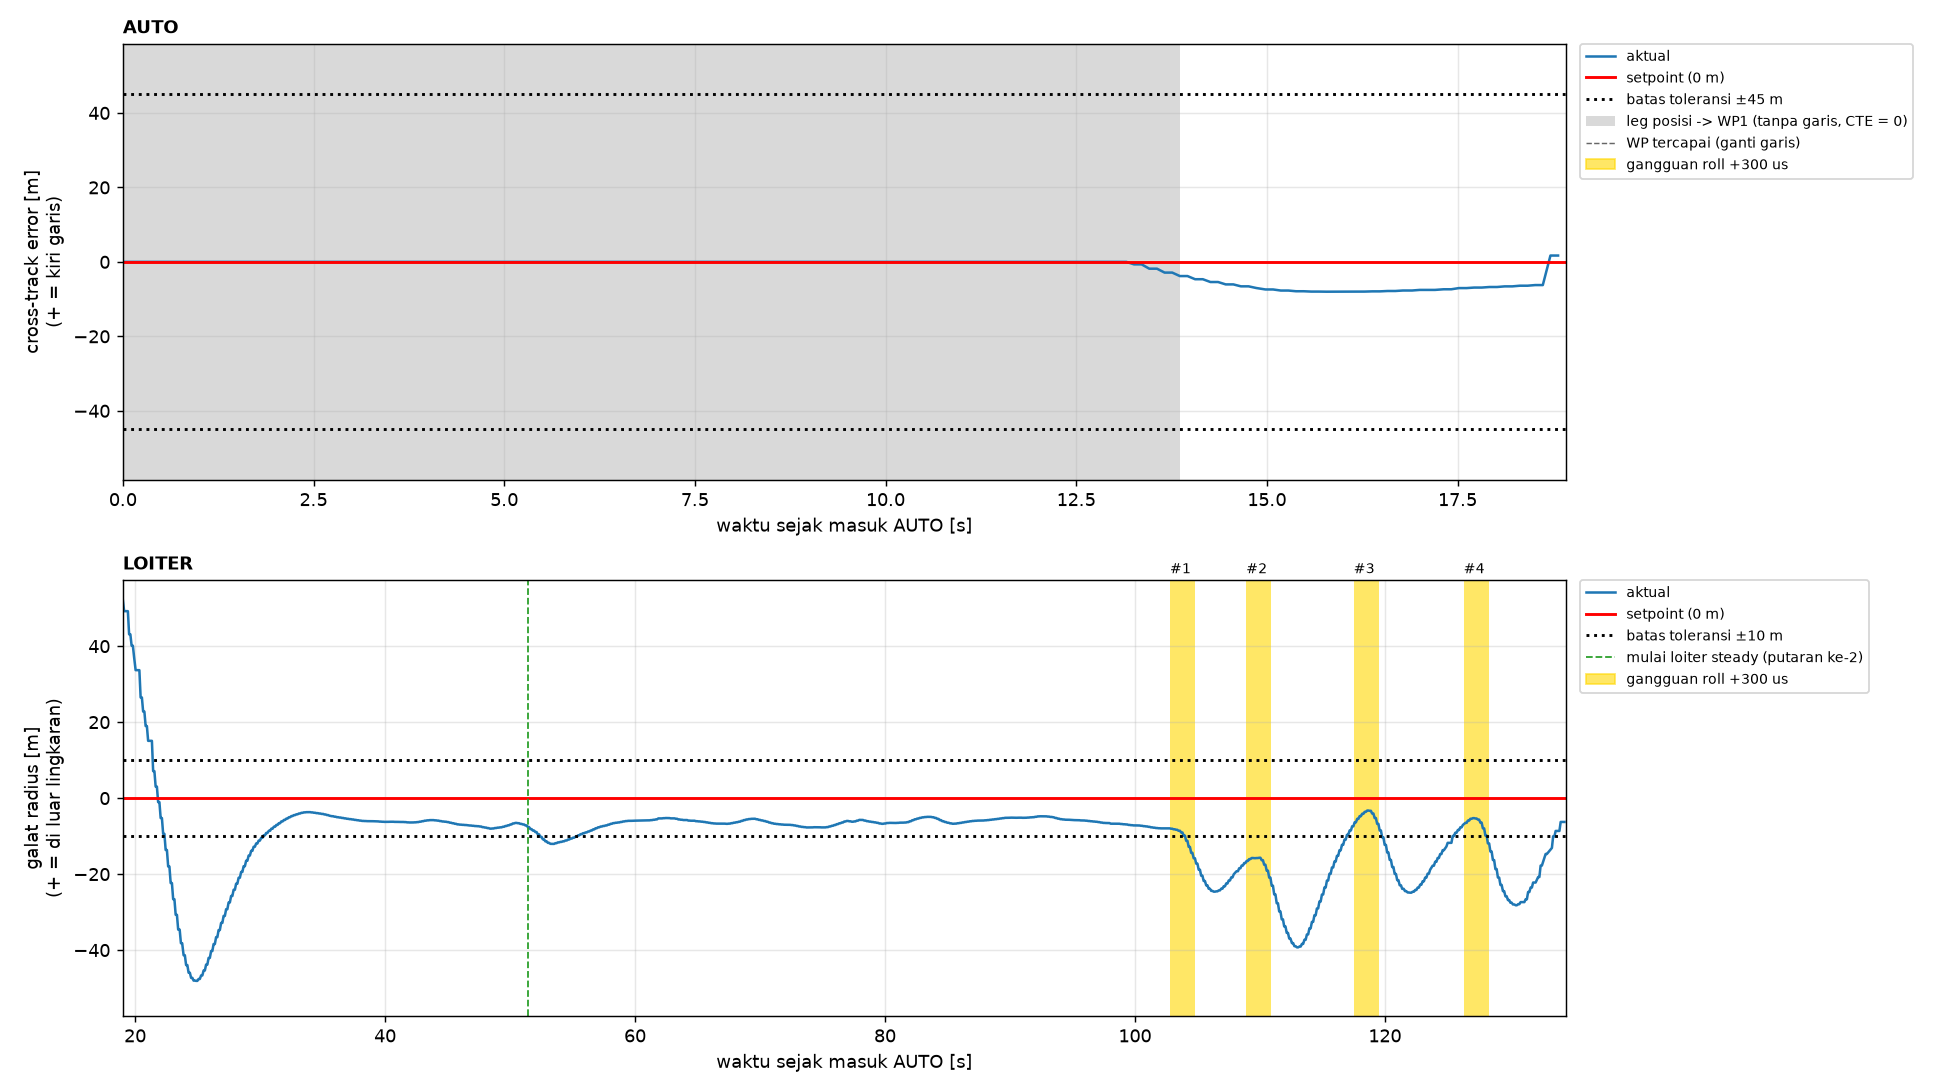 AUTO
cross-track error [m]
(+ = kiri garis)
40
20
0
−20
−40
0.0 2.5 5.0 7.5 10.0 12.5 15.0 17.5
waktu sejak masuk AUTO [s]
aktual
setpoint (0 m)
batas toleransi ±45 m
leg posisi -> WP1 (tanpa garis, CTE = 0)
WP tercapai (ganti garis)
gangguan roll +300 us
LOITER
#1 #2 #3 #4
galat radius [m]
(+ = di luar lingkaran)
40
20
0
−20
−40
20 40 60 80 100 120
waktu sejak masuk AUTO [s]
aktual
setpoint (0 m)
batas toleransi ±10 m
mulai loiter steady (putaran ke-2)
gangguan roll +300 us